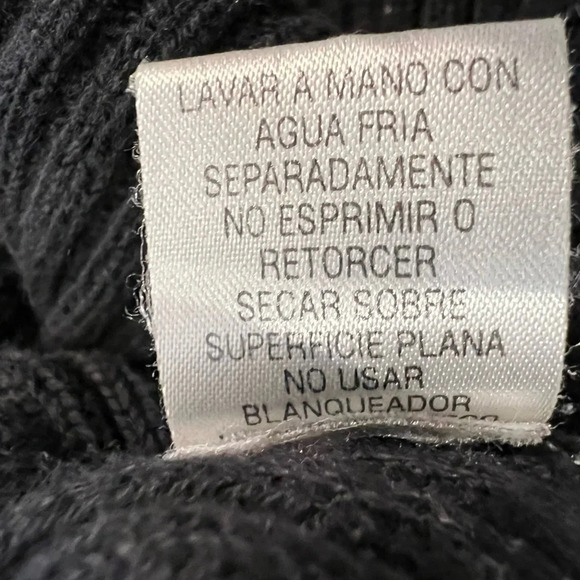 LAVAR A MANO CON
AGUA FRIA
SEPARADAMENTE
NO ESPRIMIR O
RETORCER
SECAR SOBRE
SUPERFICIE PLANA
NO USAR
BLANQUEADOR